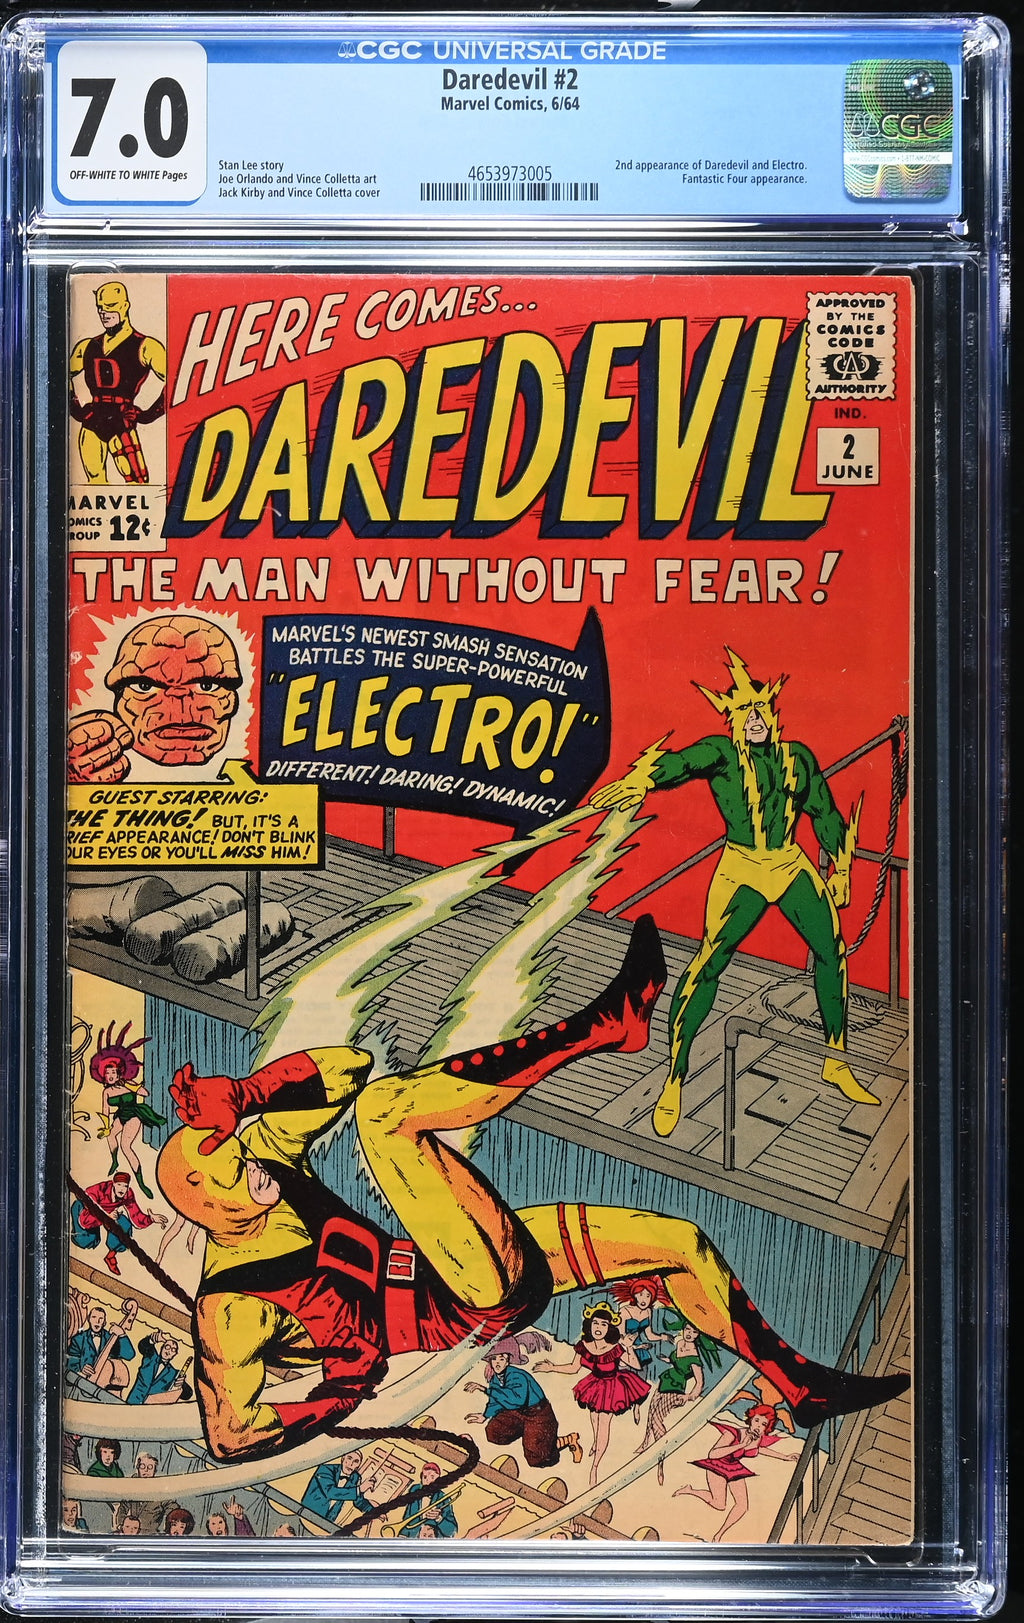 CGC UNIVERSAL GRADE
7.0
OFF-WHITE TO WHITE Pages
Daredevil #2
Marvel Comics, 6/64
Stan Lee story
Joe Orlando and Vince Colletta art
Jack Kirby and Vince Colletta cover
4653973005
2nd appearance of Daredevil and Electro.
Fantastic Four appearance.
CGC
HERE COMES...
DAREDEVIL
THE MAN WITHOUT FEAR!
APPROVED
BY THE
COMICS
CODE
CA
AUTHORITY
IND.
2
JUNE
D
MARVEL
OMICS
ROUP 12¢
MARVEL'S NEWEST SMASH SENSATION
BATTLES THE SUPER-POWERFUL
"ELECTRO!"
DIFFERENT! DARING! DYNAMIC!
GUEST STARRING:
THE THING! BUT, IT'S A
RIEF APPEARANCE! DON'T BLINK
OUR EYES OR YOU'LL MISS HIM!
D